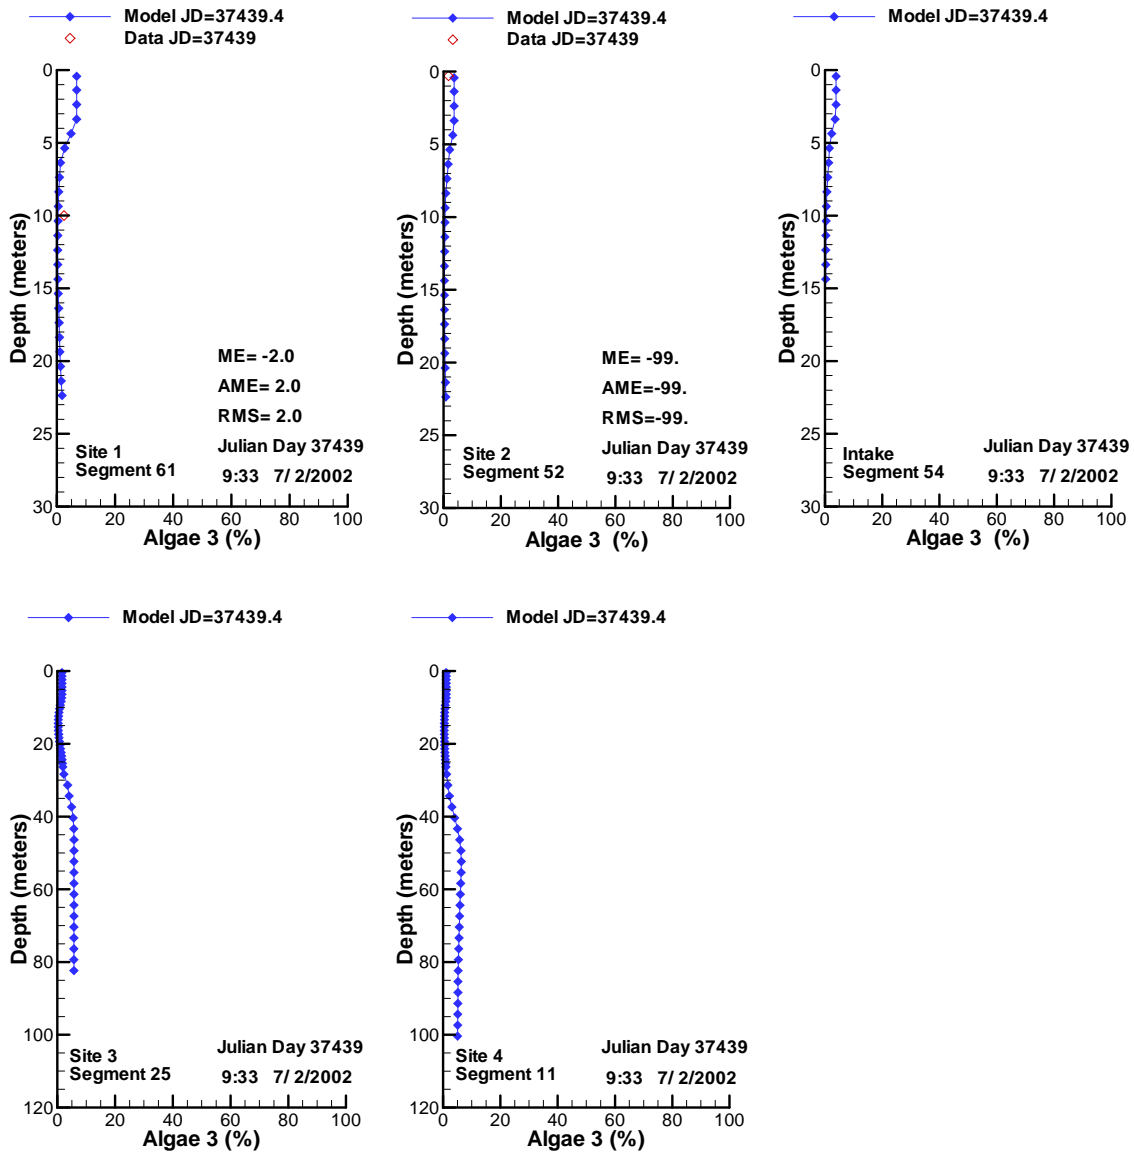 Model JD=37439.4
Data JD=37439
0
5
10
15
20
25
30
Depth (meters)
ME= -2.0
AME= 2.0
RMS= 2.0
Site 1
Segment 61
Julian Day 37439
9:33 7/ 2/2002
0 20 40 60 80 100
Algae 3 (%)
Model JD=37439.4
Data JD=37439
0
5
10
15
20
25
30
Depth (meters)
ME= -99.
AME=-99.
RMS=-99.
Site 2
Segment 52
Julian Day 37439
9:33 7/ 2/2002
0 20 40 60 80 100
Algae 3 (%)
Model JD=37439.4
0
5
10
15
20
25
30
Depth (meters)
Intake
Segment 54
Julian Day 37439
9:33 7/ 2/2002
0 20 40 60 80 100
Algae 3 (%)
Model JD=37439.4
0
20
40
60
80
100
120
Depth (meters)
Site 3
Segment 25
Julian Day 37439
9:33 7/ 2/2002
0 20 40 60 80 100
Algae 3 (%)
Model JD=37439.4
0
20
40
60
80
100
120
Depth (meters)
Site 4
Segment 11
Julian Day 37439
9:33 7/ 2/2002
0 20 40 60 80 100
Algae 3 (%)